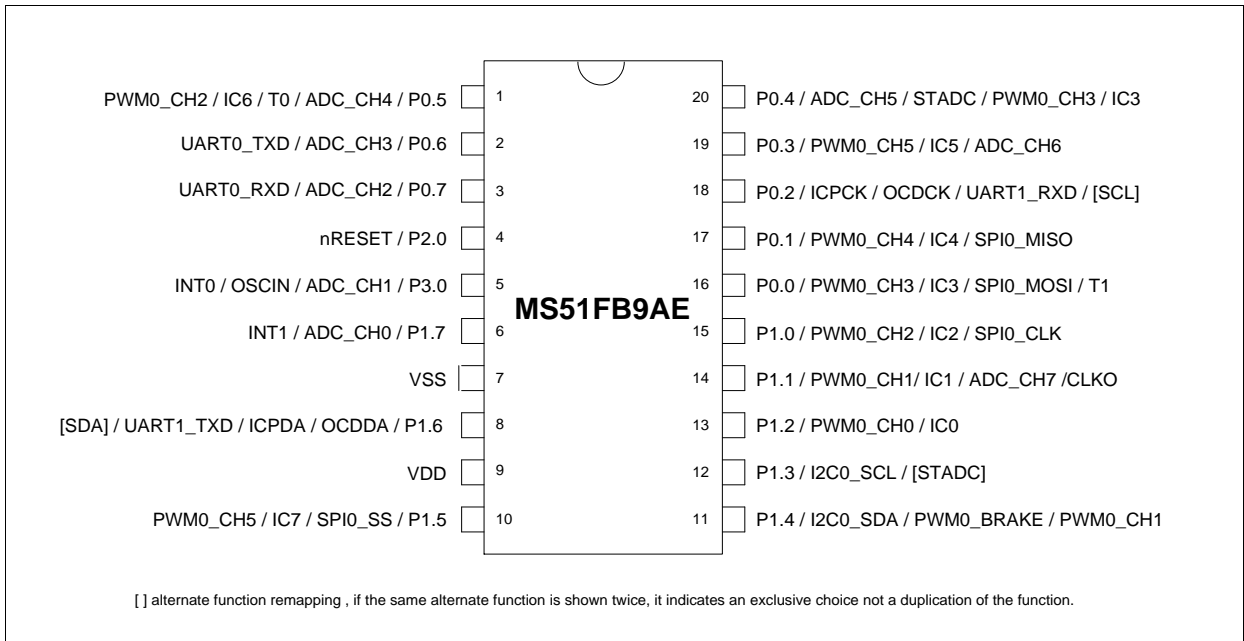 PWM0_CH2 / IC6 / T0 / ADC_CH4 / P0.5 1 20 P0.4 / ADC_CH5 / STADC / PWM0_CH3 / IC3
UART0_TXD / ADC_CH3 / P0.6 2 19 P0.3 / PWM0_CH5 / IC5 / ADC_CH6
UART0_RXD / ADC_CH2 / P0.7 3 18 P0.2 / ICPCK / OCDCK / UART1_RXD / [SCL]
nRESET / P2.0 4 17 P0.1 / PWM0_CH4 / IC4 / SPI0_MISO
INT0 / OSCIN / ADC_CH1 / P3.0 5 16 P0.0 / PWM0_CH3 / IC3 / SPI0_MOSI / T1
MS51FB9AE
INT1 / ADC_CH0 / P1.7 6 15 P1.0 / PWM0_CH2 / IC2 / SPI0_CLK
VSS 7 14 P1.1 / PWM0_CH1/ IC1 / ADC_CH7 /CLKO
[SDA] / UART1_TXD / ICPDA / OCDDA / P1.6 8 13 P1.2 / PWM0_CH0 / IC0
VDD 9 12 P1.3 / I2C0_SCL / [STADC]
PWM0_CH5 / IC7 / SPI0_SS / P1.5 10 11 P1.4 / I2C0_SDA / PWM0_BRAKE / PWM0_CH1
[ ] alternate function remapping , if the same alternate function is shown twice, it indicates an exclusive choice not a duplication of the function.